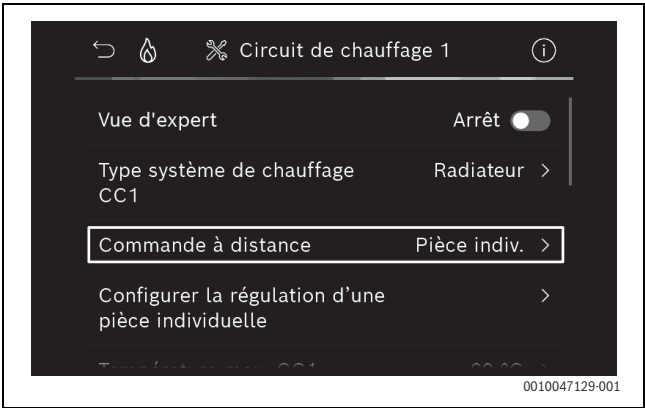 Circuit de chauffage 1
Vue d'expert Arrêt
Type système de chauffage Radiateur >
CC1
Commande à distance Pièce indiv. >
Configurer la régulation d’une >
pièce individuelle
0010047129-001